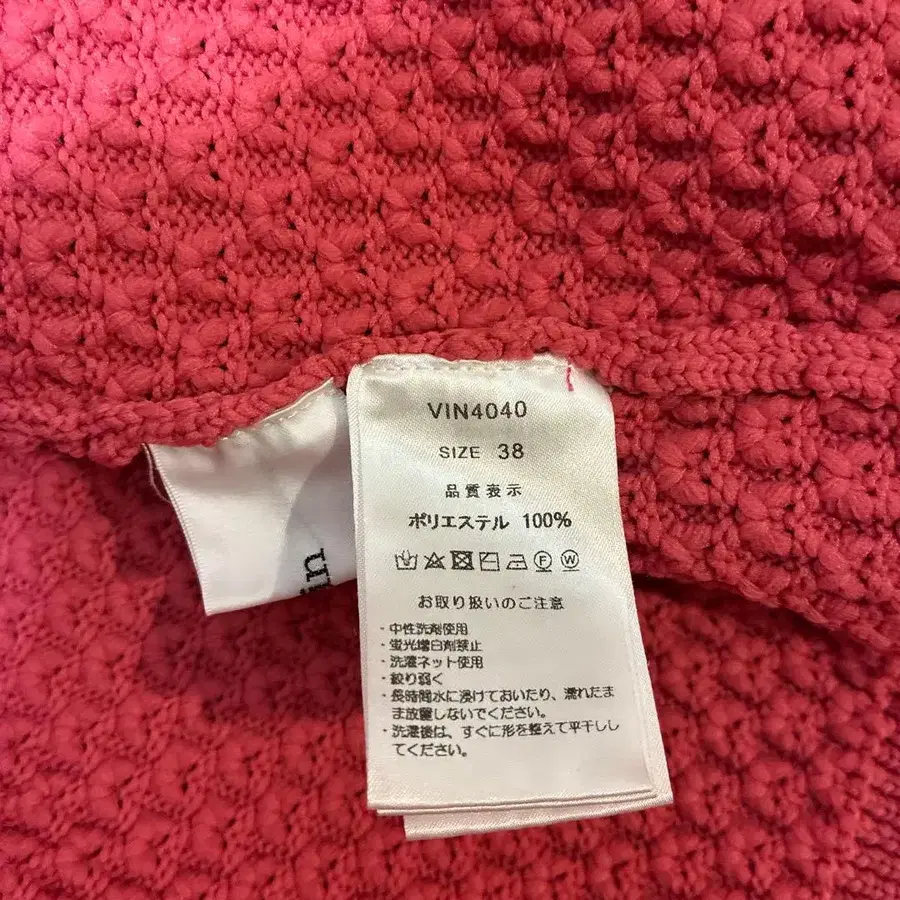 VIN4040
SIZE 38
品質表示
ポリエステル 100%
お取り扱いのご注意
・中性洗剤使用
・蛍光増白剤禁止
・洗濯ネット使用
・絞り弱く
・長時間水に浸けておいたり、濡れたま
ま放置しないでください。
・洗濯後は、すぐに形を整えて平干しし
てください。
in